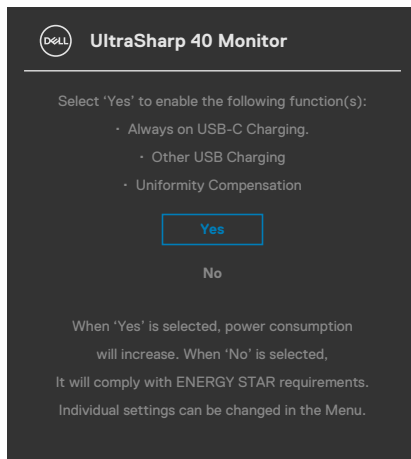 DELL
UltraSharp 40 Monitor
Select ‘Yes’ to enable the following function(s):
· Always on USB-C Charging.
· Other USB Charging
· Uniformity Compensation
Yes
No
When ‘Yes’ is selected, power consumption
will increase. When ‘No’ is selected,
It will comply with ENERGY STAR requirements.
Individual settings can be changed in the Menu.